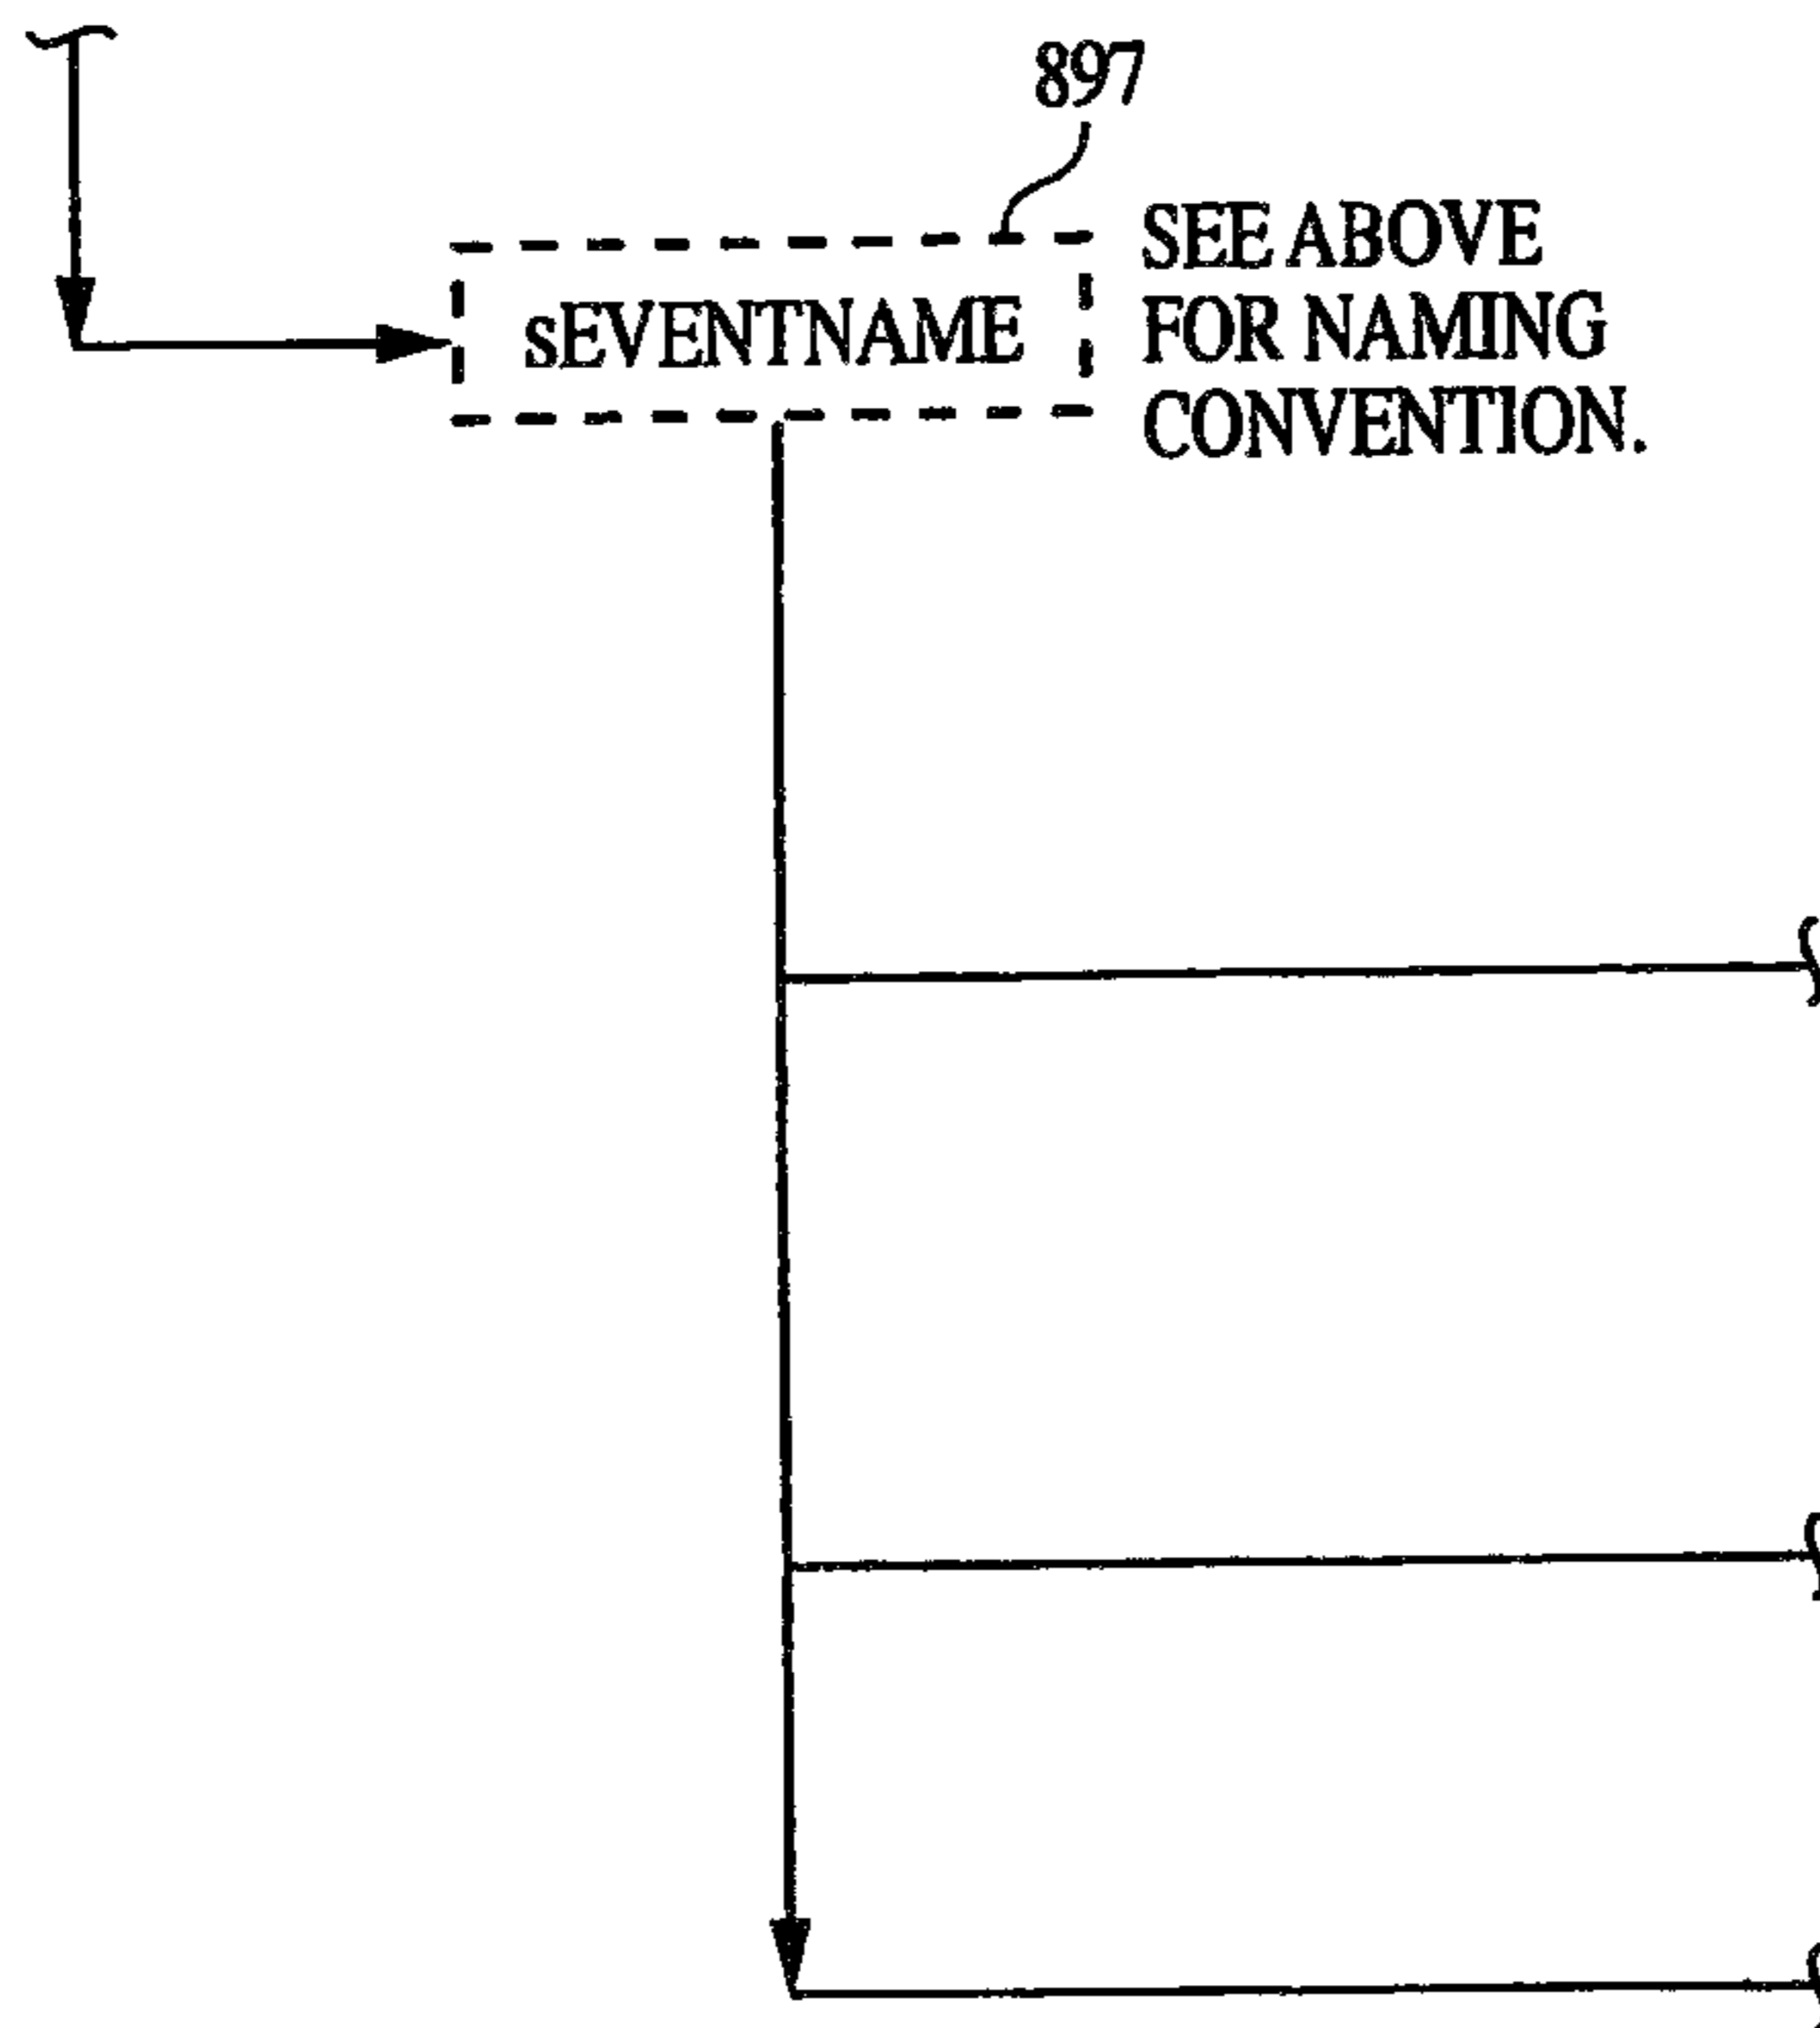 897
SEE ABOVE
sEVENTNAME
FOR NAMING
CONVENTION.